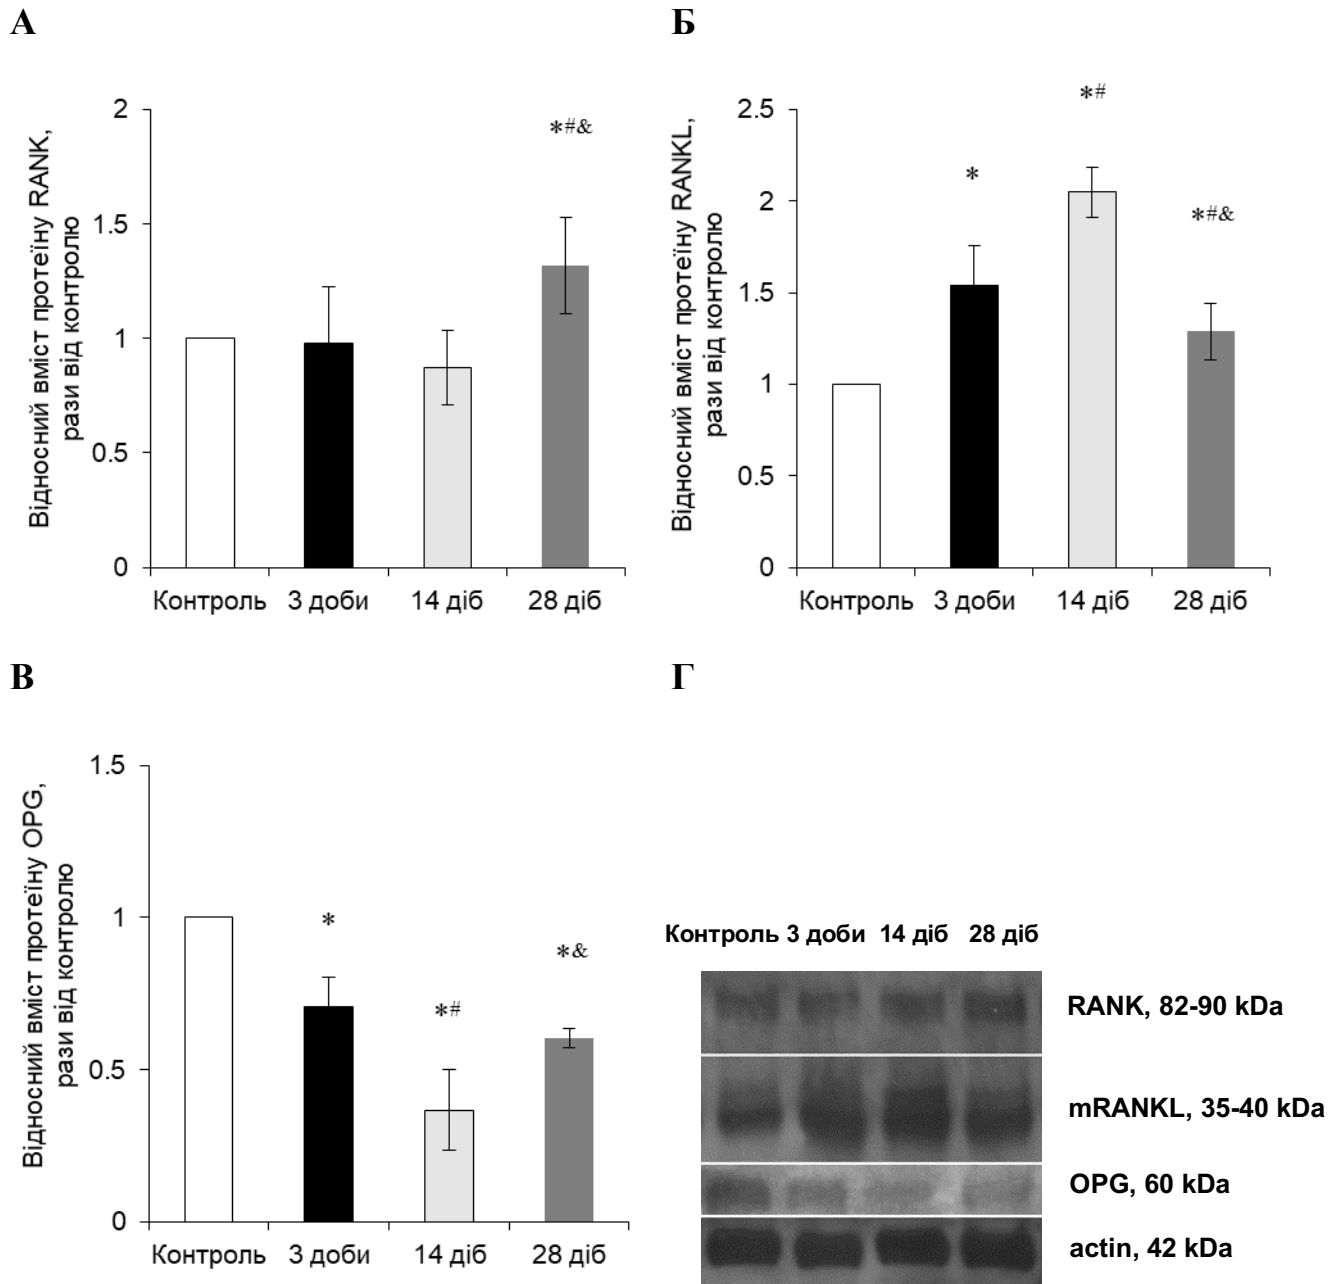 А
Відносний вміст протеїну RANK,
рази від контролю
2
1.5
1
0.5
0
*#&
Контроль 3 доби 14 діб 28 діб
Б
Відносний вміст протеїну RANKL,
рази від контролю
2.5
2
1.5
1
0.5
0
*
*#
*#&
Контроль 3 доби 14 діб 28 діб
В
Відносний вміст протеїну OPG,
рази від контролю
1.5
1
0.5
0
*
*#
*&
Контроль 3 доби 14 діб 28 діб
Г
Контроль 3 доби 14 діб 28 діб
RANK, 82-90 kDa
mRANKL, 35-40 kDa
OPG, 60 kDa
actin, 42 kDa